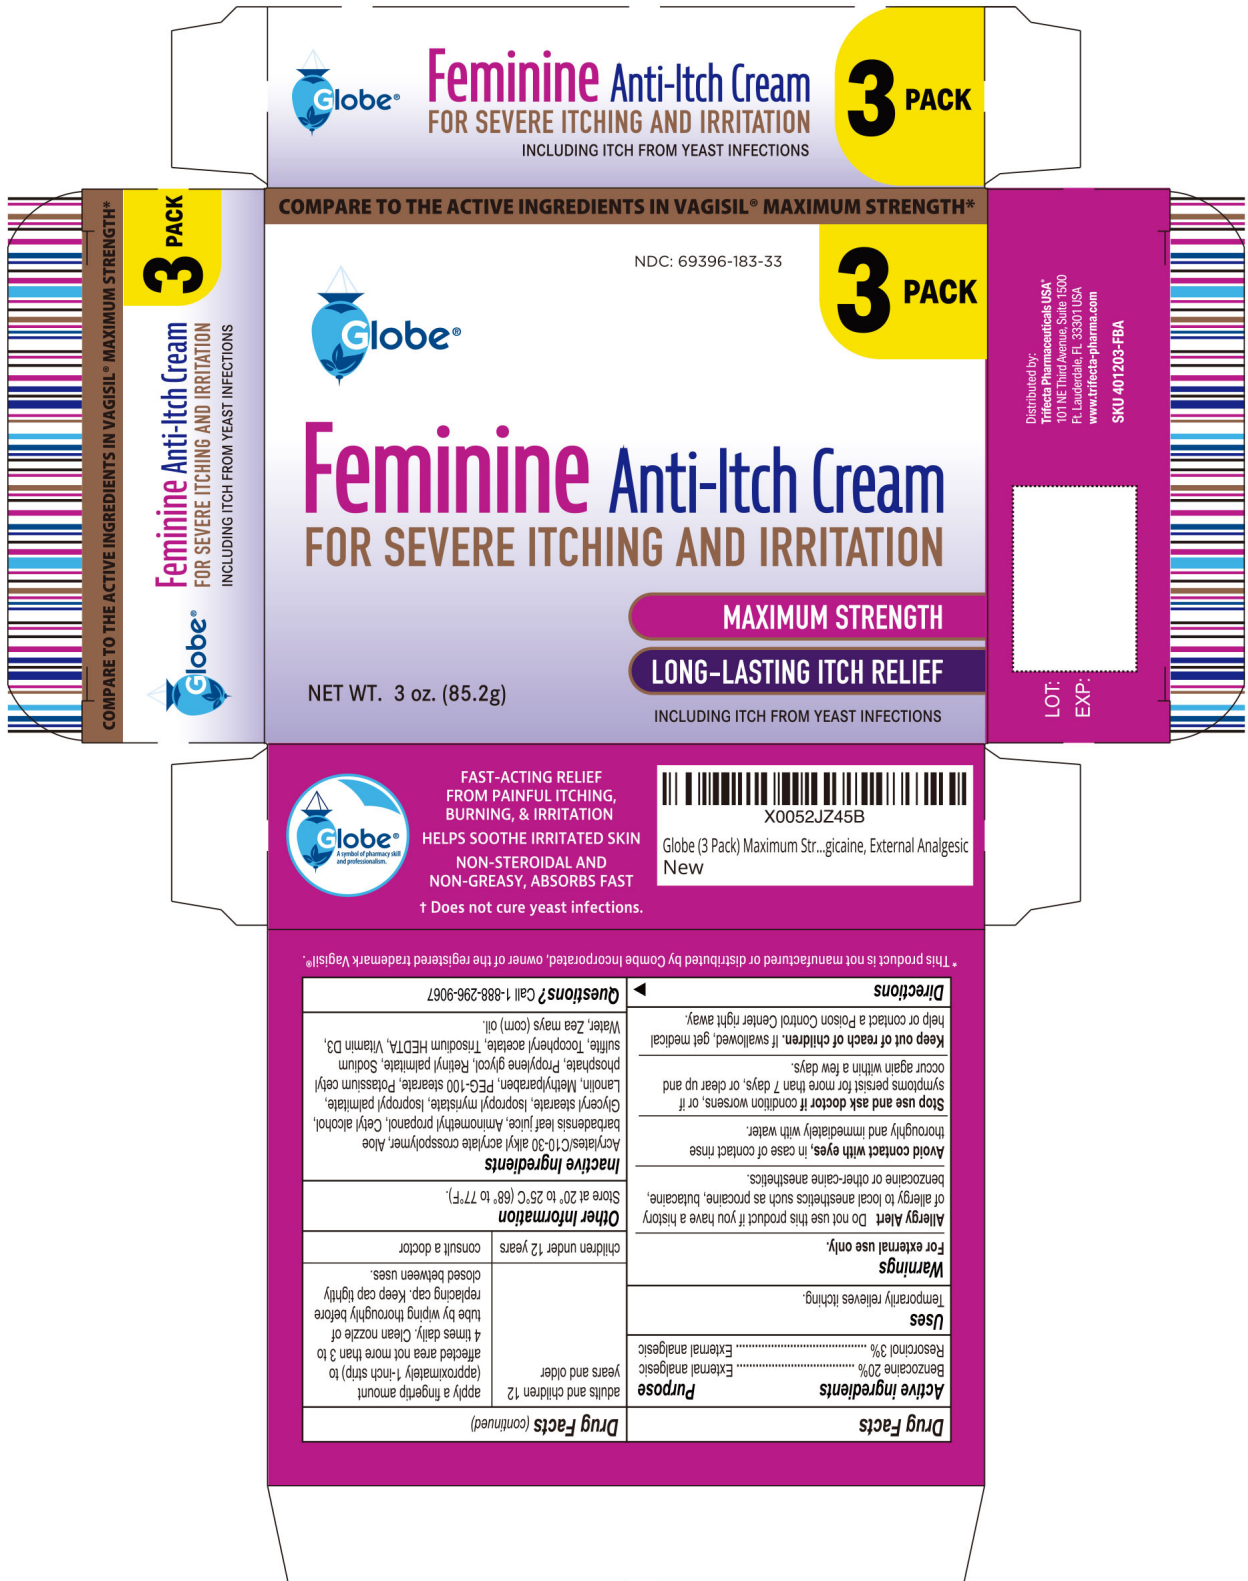 Globe®
Feminine Anti-Itch Cream
FOR SEVERE ITCHING AND IRRITATION
INCLUDING ITCH FROM YEAST INFECTIONS
3 PACK
COMPARE TO THE ACTIVE INGREDIENTS IN VAGISIL® MAXIMUM STRENGTH*
3 PACK
Feminine Anti-Itch Cream
FOR SEVERE ITCHING AND IRRITATION
INCLUDING ITCH FROM YEAST INFECTIONS
Globe®
COMPARE TO THE ACTIVE INGREDIENTS IN VAGISIL® MAXIMUM STRENGTH*
NDC: 69396-183-33
3 PACK
Globe®
Feminine Anti-Itch Cream
FOR SEVERE ITCHING AND IRRITATION
MAXIMUM STRENGTH
LONG-LASTING ITCH RELIEF
NET WT. 3 oz. (85.2g)
INCLUDING ITCH FROM YEAST INFECTIONS
Distributed by:
Trifecta Pharmaceuticals USA®
101 NE Third Avenue, Suite 1500
Ft. Lauderdale, FL 33301 USA
www.trifecta-pharma.com
SKU 401203-FBA
LOT:
EXP:
Globe®
A symbol of pharmacy skill
and professionalism.
FAST-ACTING RELIEF
FROM PAINFUL ITCHING,
BURNING, & IRRITATION
HELPS SOOTHE IRRITATED SKIN
NON-STEROIDAL AND
NON-GREASY, ABSORBS FAST
† Does not cure yeast infections.
X0052JZ45B
Globe (3 Pack) Maximum Str...gicaine, External Analgesic
New
Drug Facts
Active ingredients Purpose
Benzocaine 20% ........................................ External analgesic
Resorcinol 3% ............................................ External analgesic
Uses
Temporarily relieves itching.
Warnings
For external use only.
Allergy Alert Do not use this product if you have a history
of allergy to local anesthetics such as procaine, butacaine,
benzocaine or other-caine anesthetics.
Avoid contact with eyes, in case of contact rinse
thoroughly and immediately with water.
Stop use and ask doctor if condition worsens, or if
symptoms persist for more than 7 days, or clear up and
occur again within a few days.
Keep out of reach of children. If swallowed, get medical
help or contact a Poison Control Center right away.
Directions
Drug Facts (continued)
adults and children 12
years and older
apply a fingertip amount
(approximately 1-inch strip) to
affected area not more than 3 to
4 times daily. Clean nozzle of
tube by wiping thoroughly before
replacing cap. Keep cap tightly
closed between uses.
children under 12 years consult a doctor
Other Information
Store at 20° to 25°C (68° to 77°F).
Inactive Ingredients
Acrylates/C10-30 alkyl acrylate crosspolymer, Aloe
barbadensis leaf juice, Aminomethyl propanol, Cetyl alcohol,
Glyceryl stearate, Isopropyl myristate, Isopropyl palmitate,
Lanolin, Methylparaben, PEG-100 stearate, Potassium cetyl
phosphate, Propylene glycol, Retinyl palmitate, Sodium
sulfite, Tocopheryl acetate, Trisodium HEDTA, Vitamin D3,
Water, Zea mays (corn) oil.
Questions? Call 1-888-296-9067
* This product is not manufactured or distributed by Combe Incorporated, owner of the registered trademark Vagisil®.